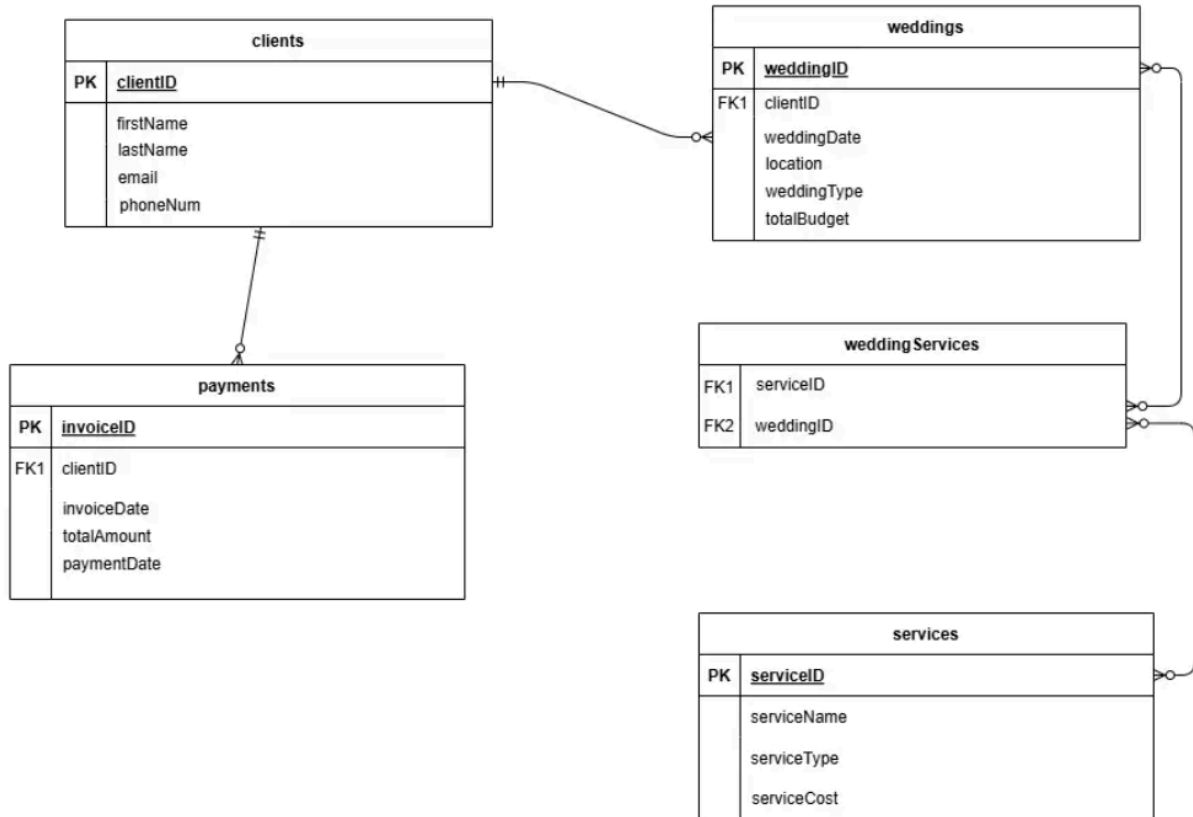 clients
PK clientID
firstName
lastName
email
phoneNum
weddings
PK weddingID
FK1 clientID
weddingDate
location
weddingType
totalBudget
payments
PK invoiceID
FK1 clientID
invoiceDate
totalAmount
paymentDate
weddingServices
FK1 serviceID
FK2 weddingID
services
PK serviceID
serviceName
serviceType
serviceCost